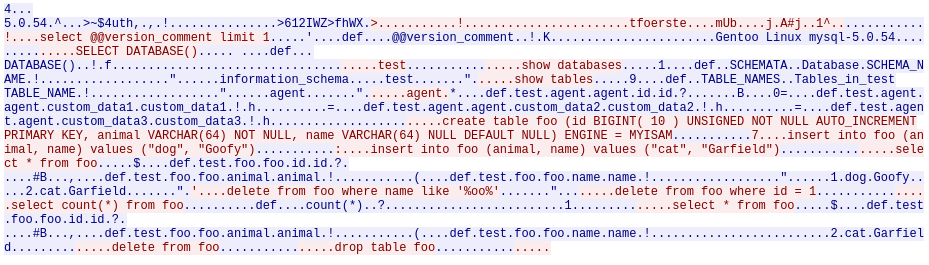 4...
5.0.54.^...>~$4uth,.,.!...............>612IWZ>fhWX.>...........!......................tfoerste....mUb....j.A#j..1^.............
!....select @@version_comment limit 1.....'....def....@@version_comment..!.K......................Gentoo Linux mysql-5.0.54....
..........SELECT DATABASE()..........def...
DATABASE()..!.f....................................test...............show databases.....1....def..SCHEMATA..Database.SCHEMA_N
AME.!................."......information_schema.....test.......".......show tables.....9....def..TABLE_NAMES..Tables_in_test
TABLE_NAME.!................."......agent.......".......agent.*....def.test.agent.agent.id.id.?.......B....0=....def.test.agent.
agent.custom_data1.custom_data1.!.h..........=....def.test.agent.agent.custom_data2.custom_data2.!.h..........=....def.test.agen
t.agent.custom_data3.custom_data3.!.h.......................create table foo (id BIGINT( 10 ) UNSIGNED NOT NULL AUTO_INCREMENT
PRIMARY KEY, animal VARCHAR(64) NOT NULL, name VARCHAR(64) NULL DEFAULT NULL) ENGINE = MYISAM...........7....insert into foo (an
imal, name) values ("dog", "Goofy")...........:....insert into foo (animal, name) values ("cat", "Garfield")................sele
ct * from foo.....$....def.test.foo.foo.id.id.?.
....#B...,....def.test.foo.foo.animal.animal.!...........(....def.test.foo.foo.name.name.!.................."......1.dog.Goofy..
...2.cat.Garfield.......".'....delete from foo where name like '%oo%'.......".......delete from foo where id = 1...............
.select count(*) from foo..........def....count(*)..?........................1...............select * from foo.....$....def.test
.foo.foo.id.id.?.
....#B...,....def.test.foo.foo.animal.animal.!...........(....def.test.foo.foo.name.name.!.........................2.cat.Garfiel
d..............delete from foo................drop table foo................